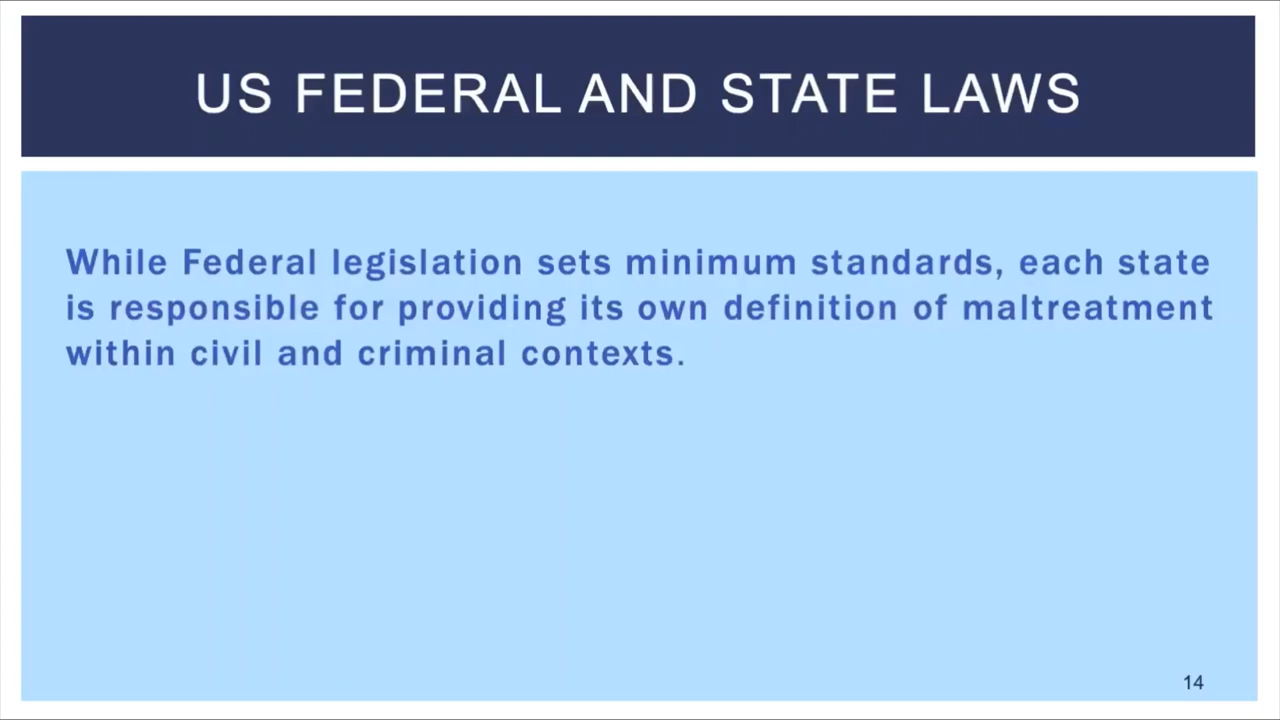 US FEDERAL AND STATE LAWS
While Federal legislation sets minimum standards, each state
is responsible for providing its own definition of maltreatment
within civil and criminal contexts.
14